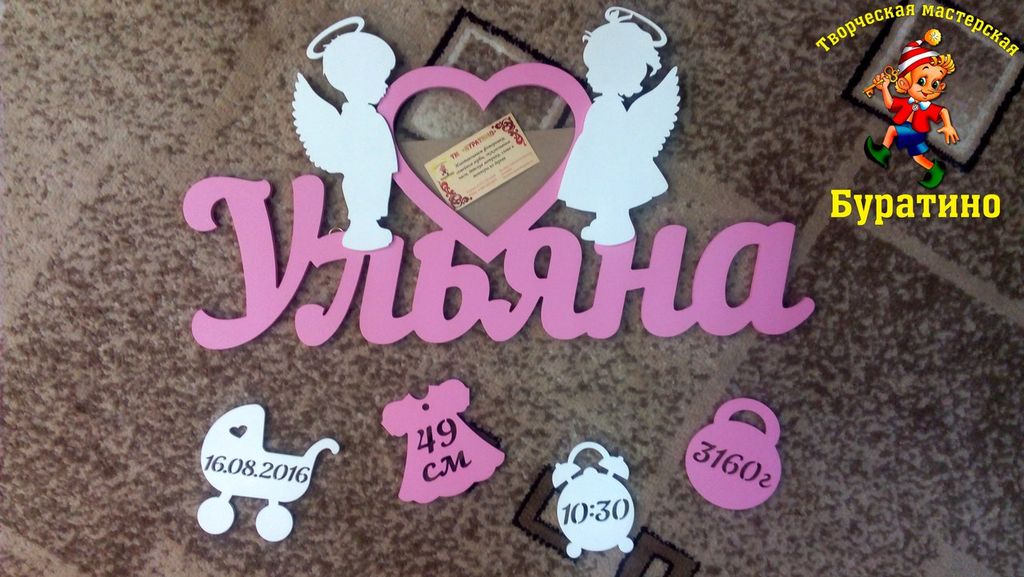 Творческая мастерская
Буратино
Ульяна
16.08.2016
49
см
10:30
3160г